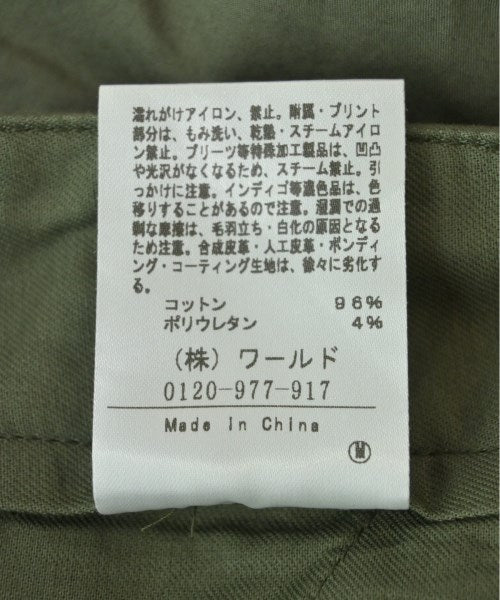 濡れがけアイロン、禁止。附属・プリント
部分は、もみ洗い、乾燥・スチームアイロ
ン禁止。プリーツ等特殊加工製品は、凹凸
や光沢がなくなるため、スチーム禁止。引
っかけに注意。インディゴ等濃色品は、色
移りすることがあるので注意。湿潤での過
剰な摩擦は、毛羽立ち・白化の原因となる
ため注意。合成皮革・人工皮革・ボンディ
ング・コーティング生地は、徐々に劣化す
る。
コットン 96%
ポリウレタン 4%
(株) ワールド
0120-977-917
Made in China
M